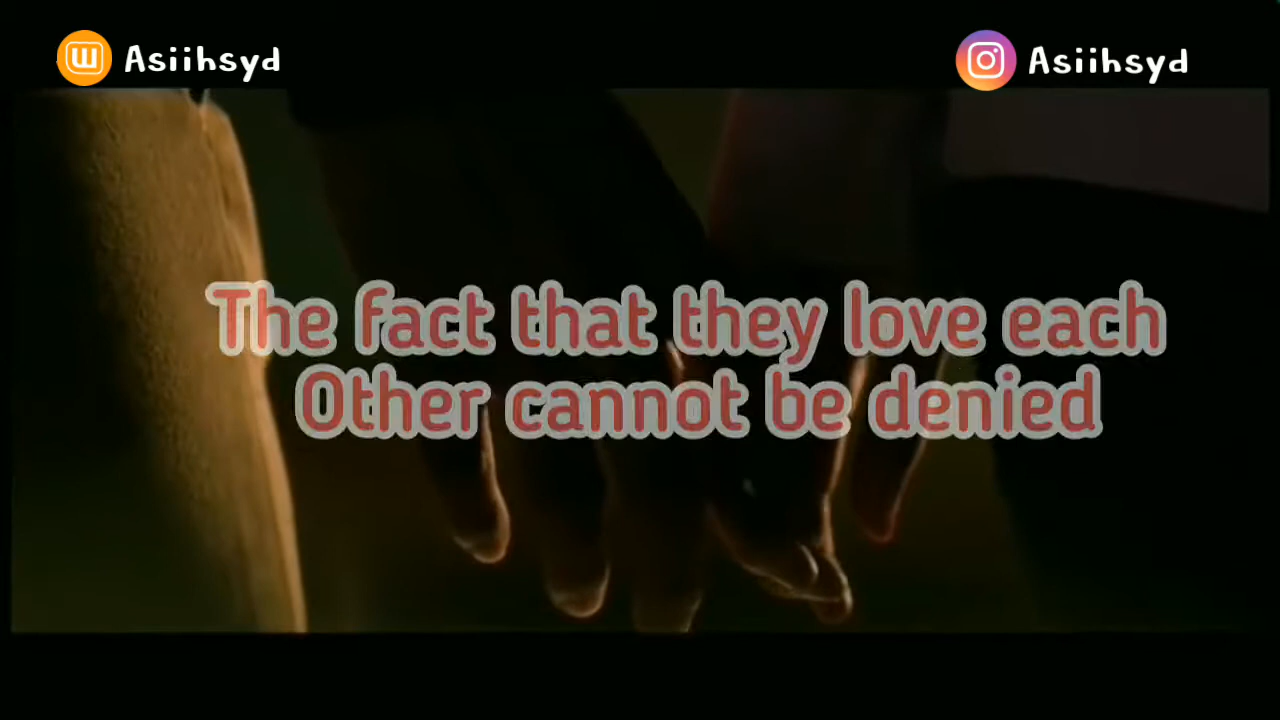 Asiihsyd
Asiihsyd
The fact that they love each
Other cannot be denied